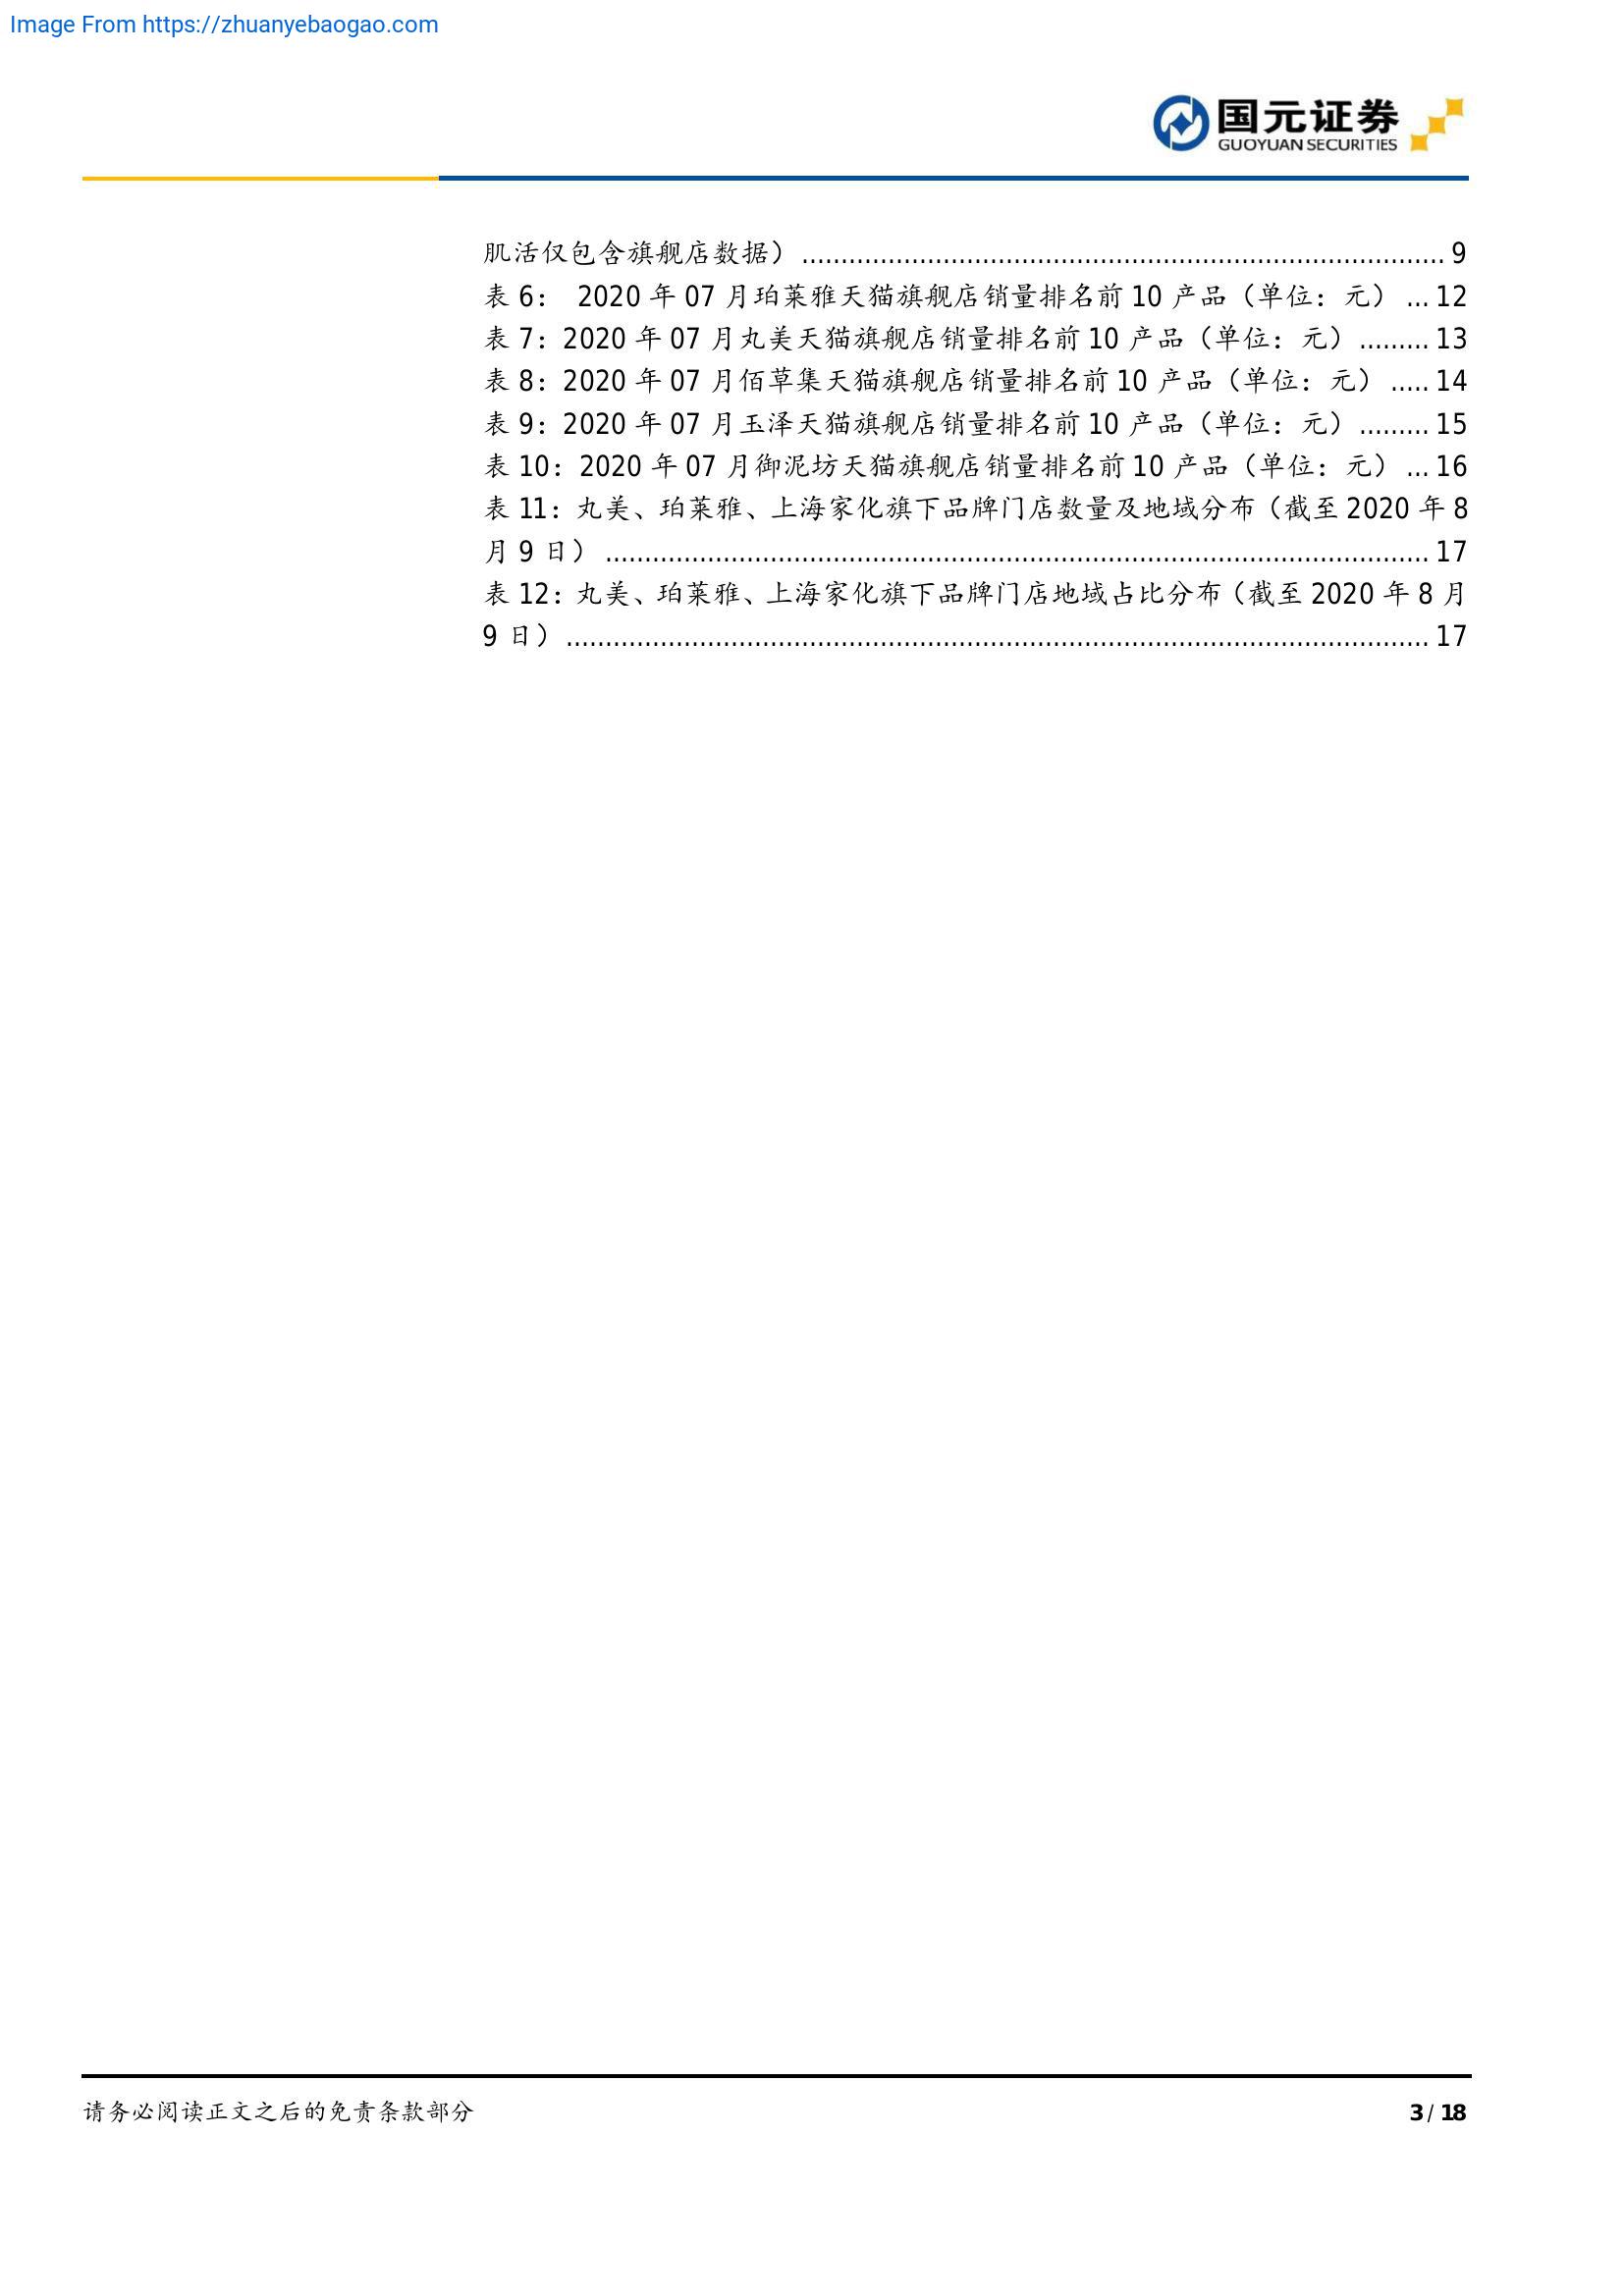 Image From https://zhuanyebaogao.com
国元证券
GUOYUAN SECURITIES
肌活仅包含旗舰店数据）.................................................................................. 9
表 6： 2020 年 07 月珀莱雅天猫旗舰店销量排名前 10 产品（单位：元） ... 12
表 7：2020 年 07 月丸美天猫旗舰店销量排名前 10 产品（单位：元）......... 13
表 8：2020 年 07 月佰草集天猫旗舰店销量排名前 10 产品（单位：元） ..... 14
表 9：2020 年 07 月玉泽天猫旗舰店销量排名前 10 产品（单位：元）......... 15
表 10：2020 年 07 月御泥坊天猫旗舰店销量排名前 10 产品（单位：元） ... 16
表 11：丸美、珀莱雅、上海家化旗下品牌门店数量及地域分布（截至 2020 年 8
月 9 日） ......................................................................................................... 17
表 12：丸美、珀莱雅、上海家化旗下品牌门店地域占比分布（截至 2020 年 8 月
9 日） .............................................................................................................. 17
请务必阅读正文之后的免责条款部分
3 / 18